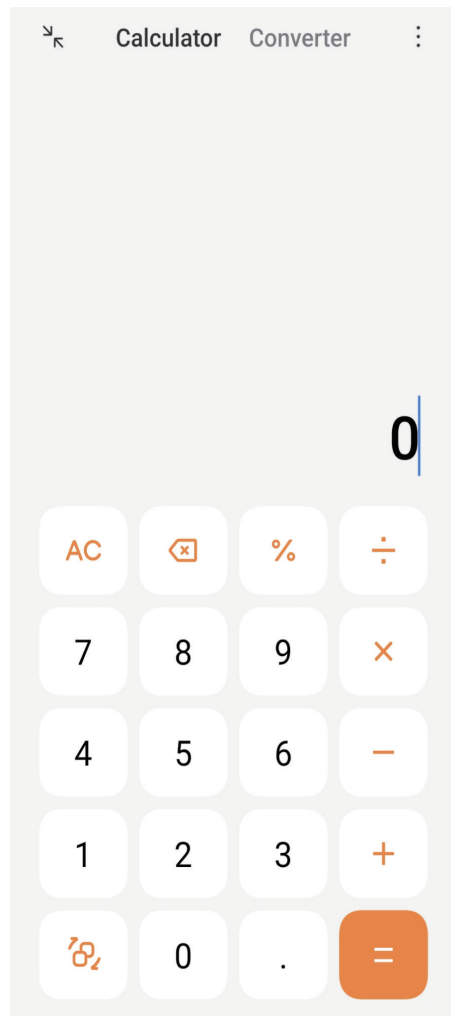 Calculator Converter
0
AC % ÷
7 8 9 ×
4 5 6 −
1 2 3 +
0 . =